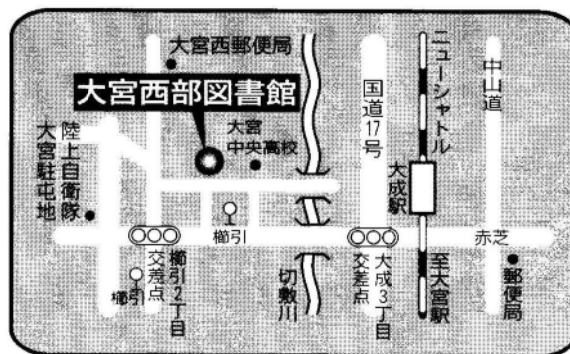 大宮西郵便局
大宮西部図書館
大宮
中央高校
陸上自衛隊
大宮駐屯地
櫛引
櫛引2丁目
交差点
櫛引
切敷川
国道17号
大成3丁目
交差点
ニューシャトル
大成駅
至大宮駅
中山道
赤芝
郵便局